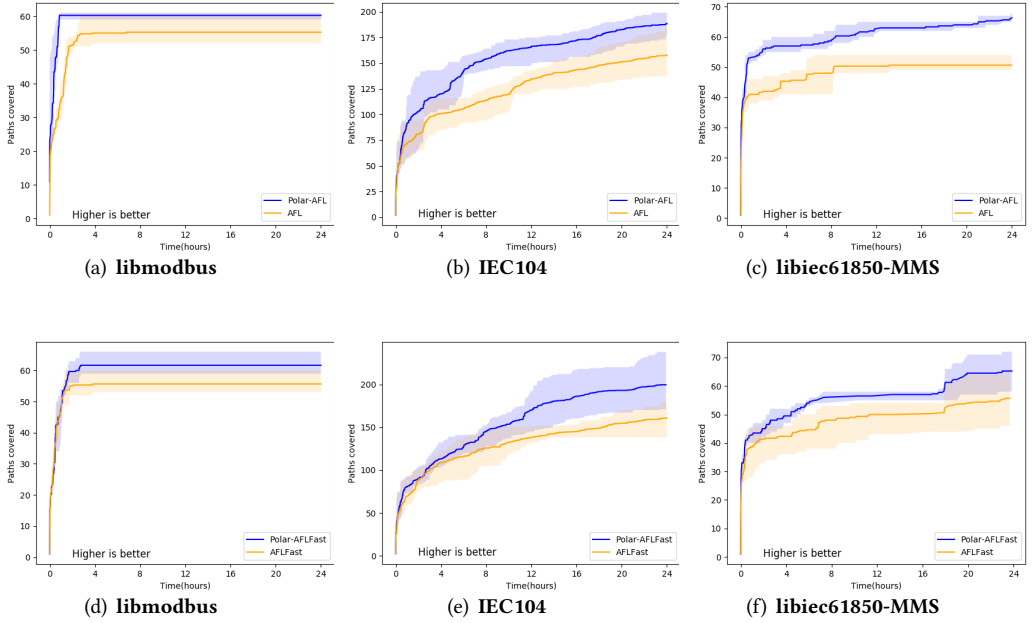 Paths covered
60
50
40
30
20
10
0
Higher is better
Polar-AFL
AFL
0 4 8 12 16 20 24
Time(hours)
(a) libmodbus
Paths covered
200
175
150
125
100
75
50
25
0
Higher is better
Polar-AFL
AFL
0 4 8 12 16 20 24
Time(hours)
(b) IEC104
Paths covered
70
60
50
40
30
20
10
0
Higher is better
Polar-AFL
AFL
0 4 8 12 16 20 24
Time(hours)
(c) libiec61850-MMS
Paths covered
60
50
40
30
20
10
0
Higher is better
Polar-AFLFast
AFLFast
0 4 8 12 16 20 24
Time(hours)
(d) libmodbus
Paths covered
200
150
100
50
0
Higher is better
Polar-AFLFast
AFLFast
0 4 8 12 16 20 24
Time(hours)
(e) IEC104
Paths covered
70
60
50
40
30
20
10
0
Higher is better
Polar-AFLFast
AFLFast
0 4 8 12 16 20 24
Time(hours)
(f) libiec61850-MMS